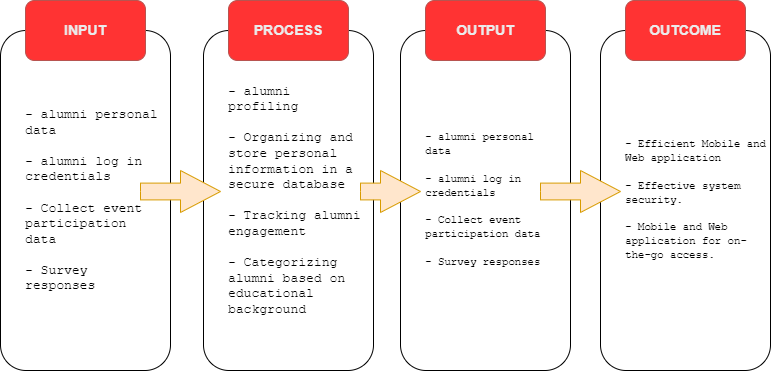 INPUT
- alumni personal
data
- alumni log in
credentials
- Collect event
participation
data
- Survey
responses
PROCESS
- alumni
profiling
- Organizing and
store personal
information in a
secure database
- Tracking alumni
engagement
- Categorizing
alumni based on
educational
background
OUTPUT
- alumni personal
data
- alumni log in
credentials
- Collect event
participation data
- Survey responses
OUTCOME
- Efficient Mobile and
Web application
- Effective system
security.
- Mobile and Web
application for on-
the-go access.